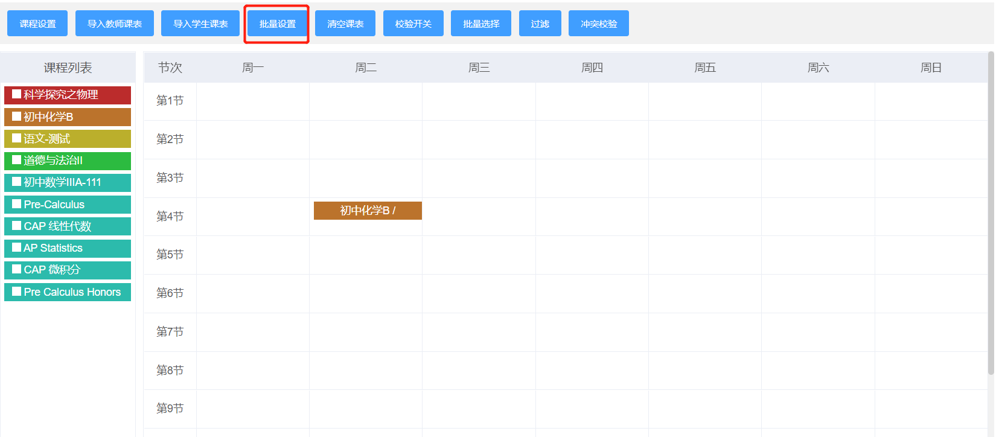 课程设置 导入教师课表 导入学生课表 批量设置 清空课表 校验开关 批量选择 过滤 冲突校验
课程列表
科学探究之物理
初中化学B
语文-测试
道德与法治II
初中数学IIIA-111
Pre-Calculus
CAP 线性代数
AP Statistics
CAP 微积分
Pre Calculus Honors
节次 周一 周二 周三 周四 周五 周六 周日
第1节
第2节
第3节
第4节 初中化学B /
第5节
第6节
第7节
第8节
第9节